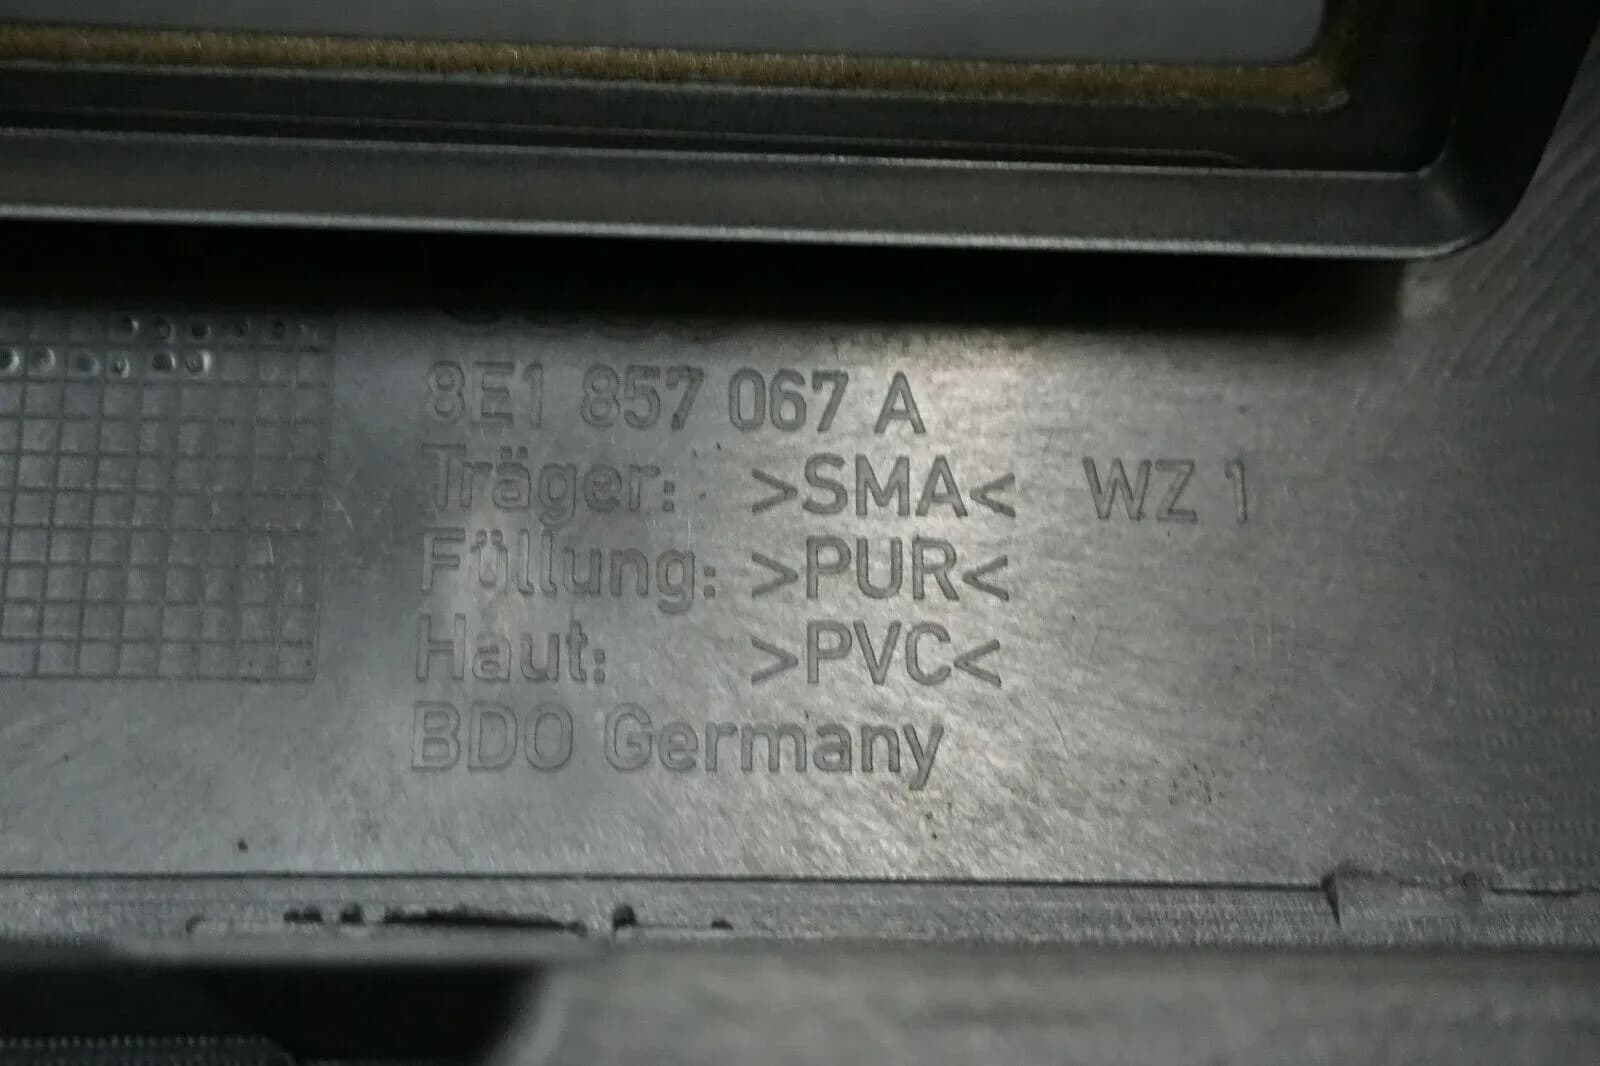 8E1 857 067 A
Träger: >SMA< WZ 1
Füllung: >PUR<
Haut: >PVC<
BDO Germany